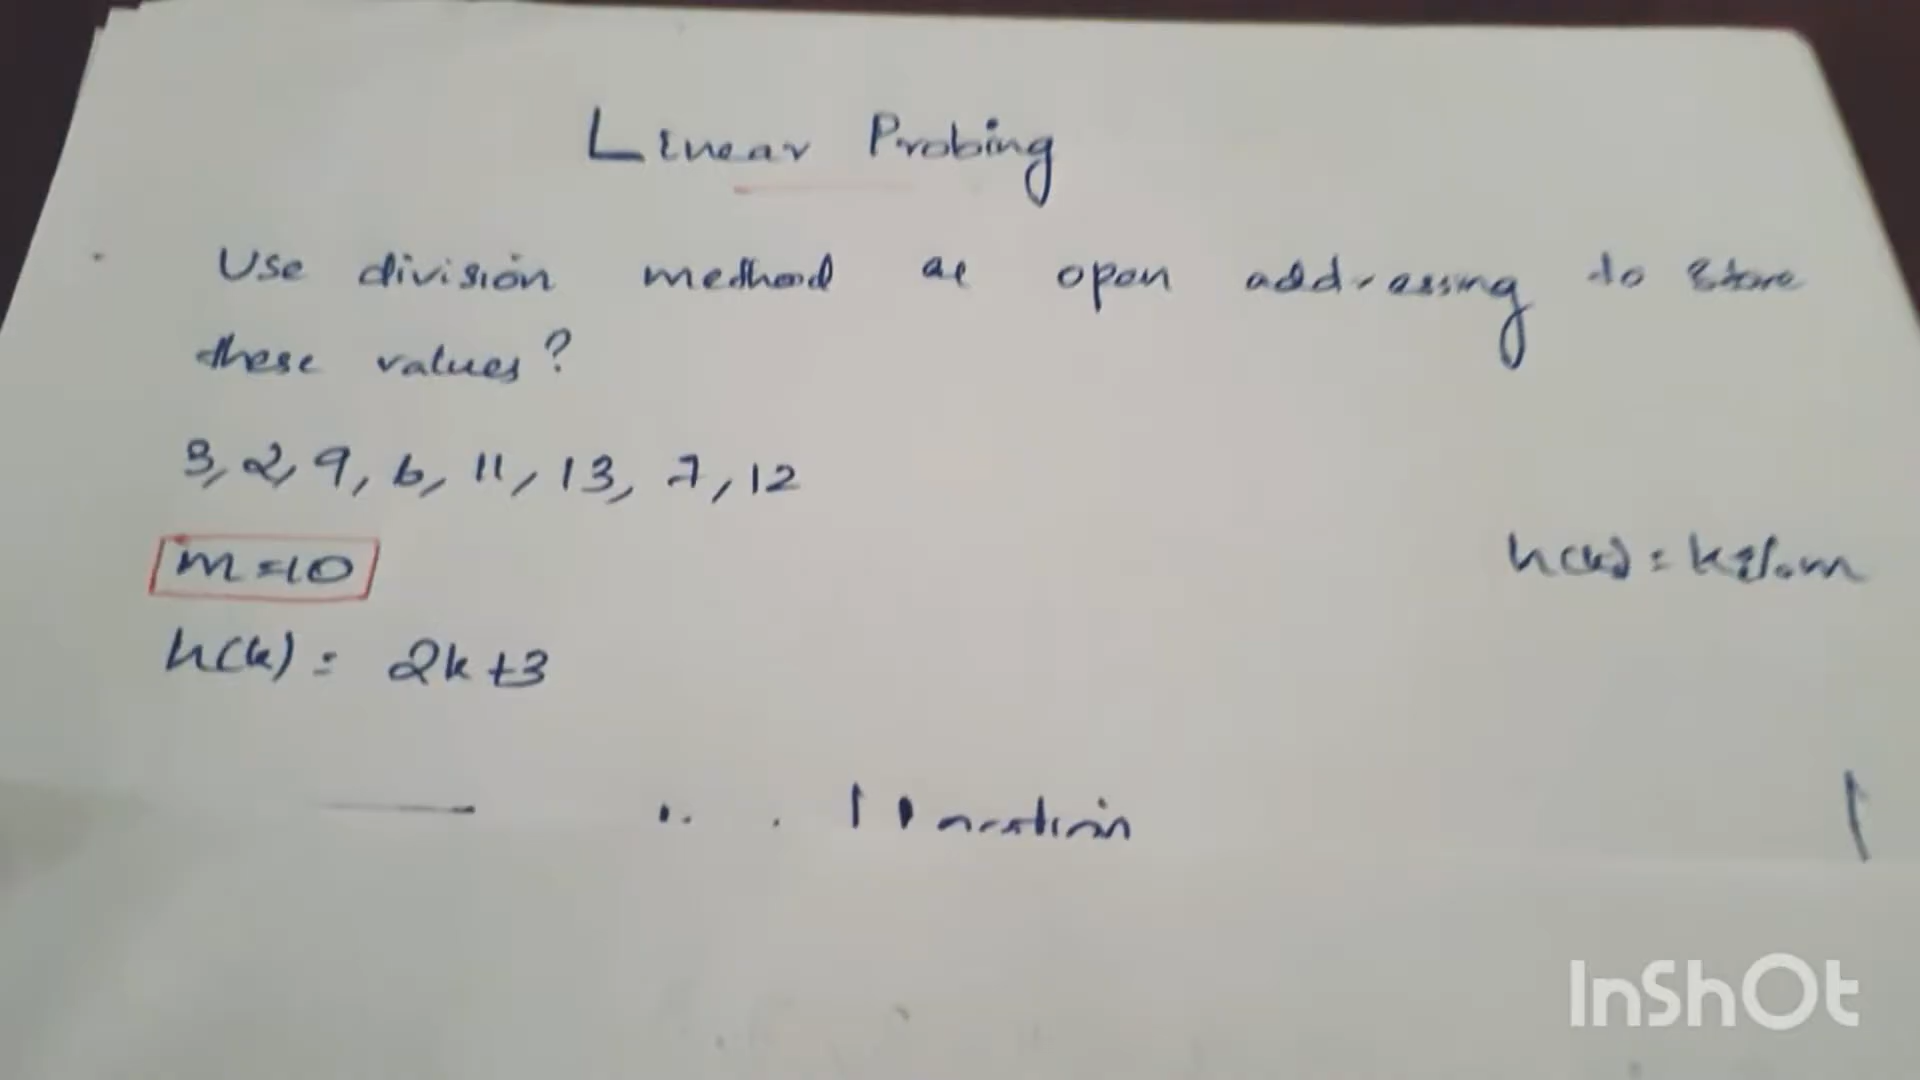 Linear Probing
Use division method as open addressing to store
these values?
3, 2, 9, 6, 11, 13, 7, 12
m=10
h(k) = k%m
h(k) = 2k+3
InShOt